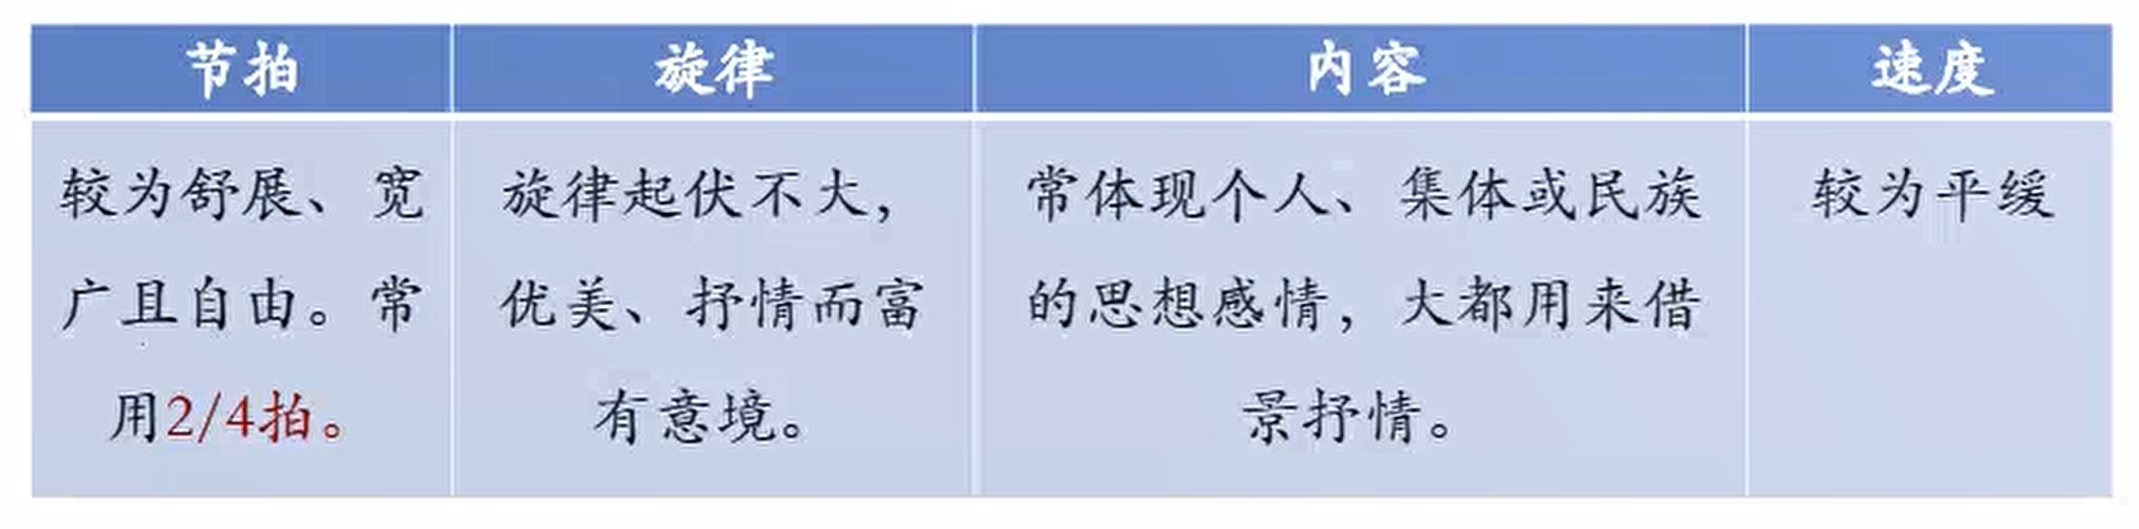 节拍
旋律
内容
速度
较为舒展、宽
广且自由。常
用2/4拍。
旋律起伏不大，
优美、抒情而富
有意境。
常体现个人、集体或民族
的思想感情，大都用来借
景抒情。
较为平缓